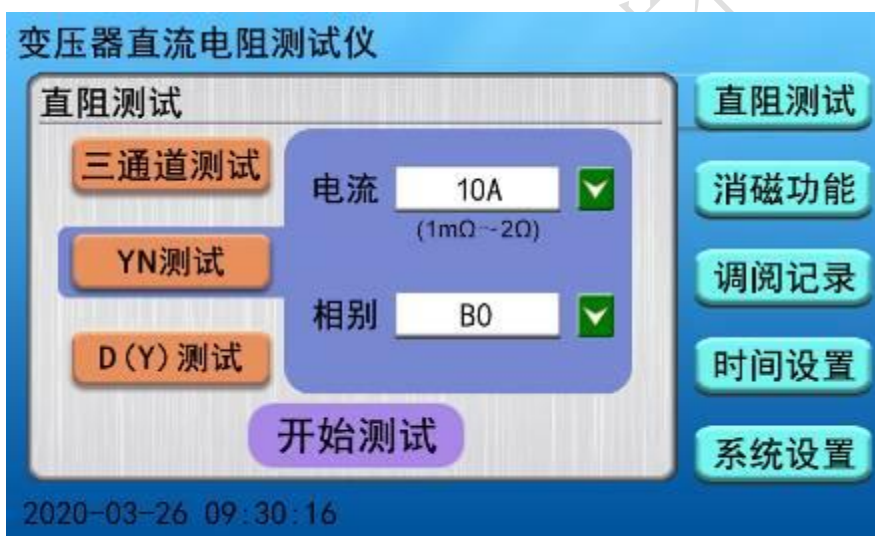 变压器直流电阻测试仪
直阻测试
三通道测试
YN测试
D(Y)测试
电流
10A
(1mΩ--2Ω)
相别
B0
开始测试
直阻测试
消磁功能
调阅记录
时间设置
系统设置
2020-03-26 09:30:16